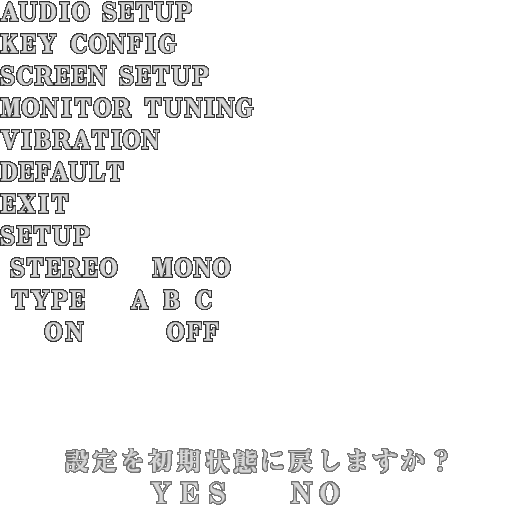 AUDIO SETUP
KEY CONFIG
SCREEN SETUP
MONITOR TUNING
VIBRATION
DEFAULT
EXIT
SETUP
STEREO MONO
TYPE A B C
ON OFF
設定を初期状態に戻しますか？
YES NO